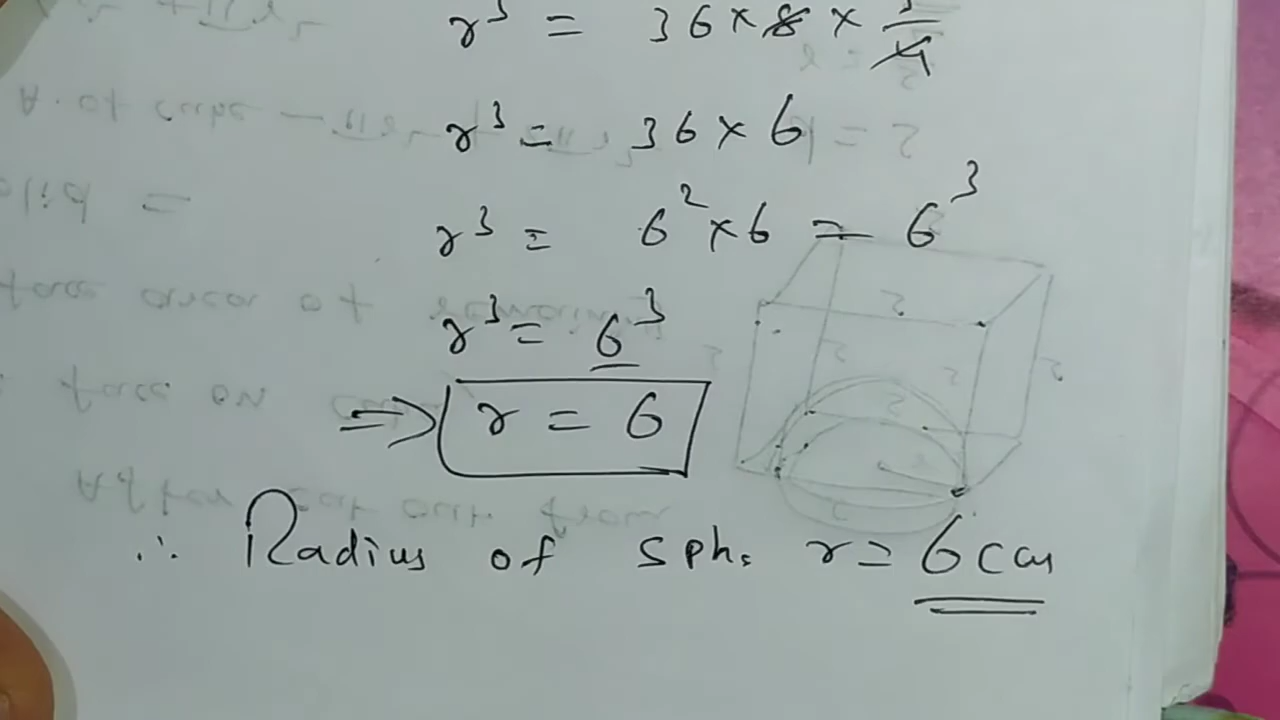 r³ = 36 × 8 × 3/4
r³ = 36 × 6
r³ = 6² × 6 = 6³
r³ = 6³
⇒ r = 6
∴ Radius of sph. r = 6 cm